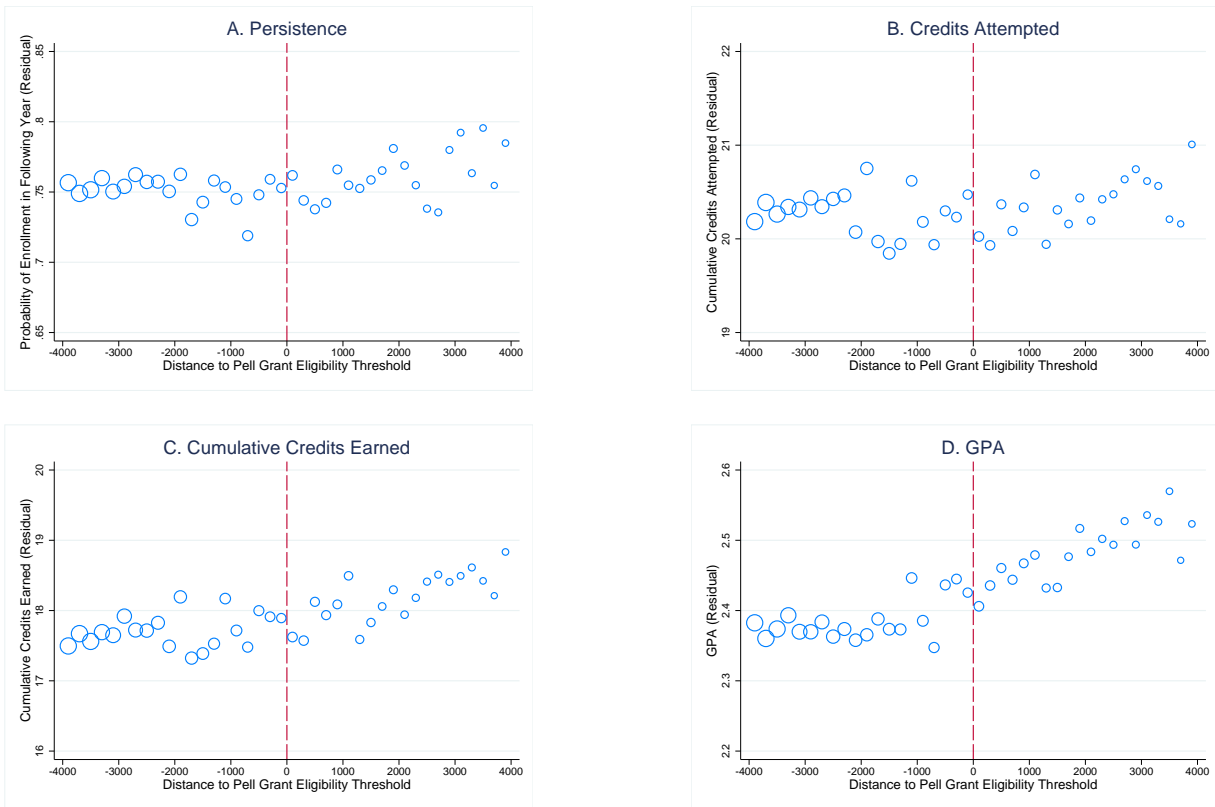 A. Persistence
Probability of Enrollment in Following Year (Residual)
.85
.8
.75
.7
.65
-4000 -3000 -2000 -1000 0 1000 2000 3000 4000
Distance to Pell Grant Eligibility Threshold
B. Credits Attempted
Cumulative Credits Attempted (Residual)
22
21
20
19
-4000 -3000 -2000 -1000 0 1000 2000 3000 4000
Distance to Pell Grant Eligibility Threshold
C. Cumulative Credits Earned
Cumulative Credits Earned (Residual)
20
19
18
17
16
-4000 -3000 -2000 -1000 0 1000 2000 3000 4000
Distance to Pell Grant Eligibility Threshold
D. GPA
GPA (Residual)
2.6
2.5
2.4
2.3
2.2
-4000 -3000 -2000 -1000 0 1000 2000 3000 4000
Distance to Pell Grant Eligibility Threshold